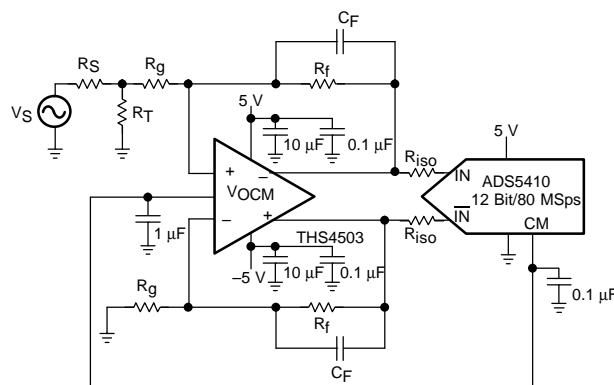 CF
RS
Rg
Rf
VS
RT
5 V
10 μF
0.1 μF
5 V
Riso
IN
ADS5410
12 Bit/80 MSps
IN
CM
+
−
VOCM
−
+
1 μF
THS4503
Riso
−5 V
10 μF
0.1 μF
0.1 μF
Rg
Rf
CF